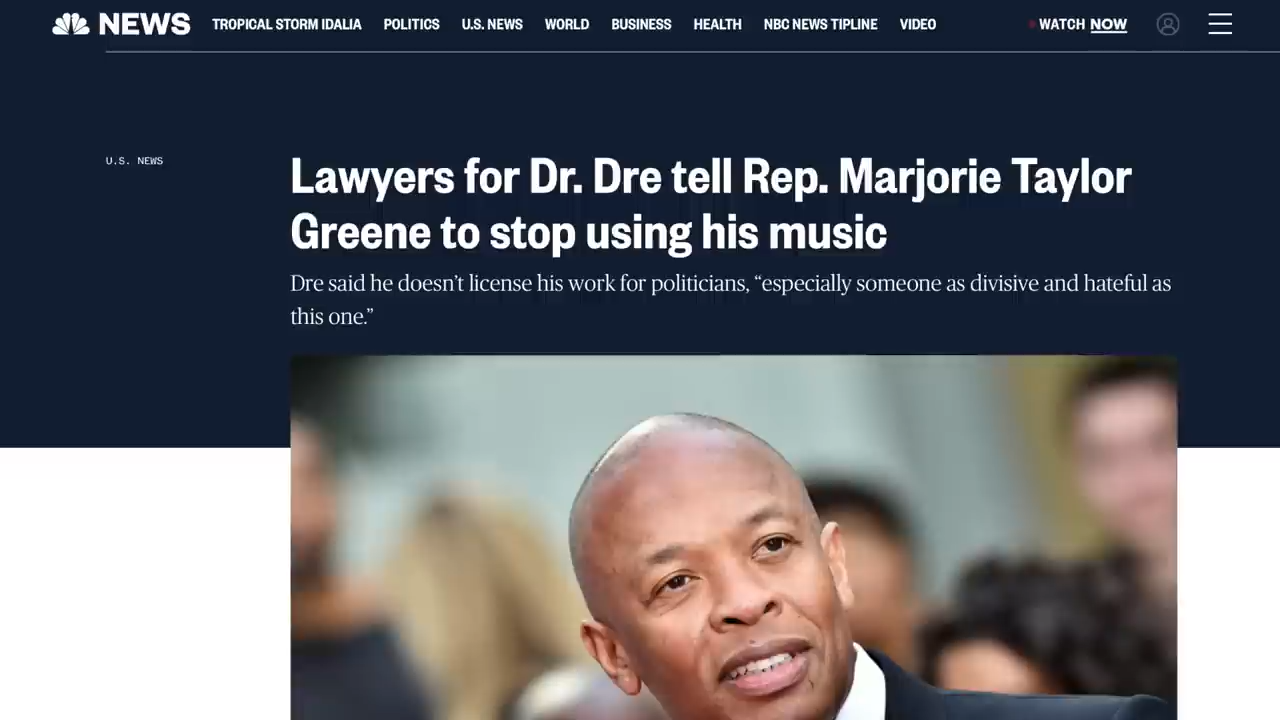 NEWS TROPICAL STORM IDALIA POLITICS U.S. NEWS WORLD BUSINESS HEALTH NBC NEWS TIPLINE VIDEO WATCH NOW
U.S. NEWS
Lawyers for Dr. Dre tell Rep. Marjorie Taylor
Greene to stop using his music
Dre said he doesn’t license his work for politicians, “especially someone as divisive and hateful as
this one.”